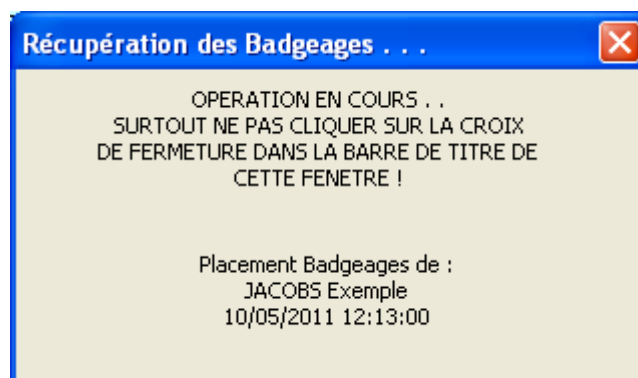 Récupération des Badgeages . . .
OPERATION EN COURS . .
SURTOUT NE PAS CLIQUER SUR LA CROIX
DE FERMETURE DANS LA BARRE DE TITRE DE
CETTE FENETRE !
Placement Badgeages de :
JACOBS Exemple
10/05/2011 12:13:00